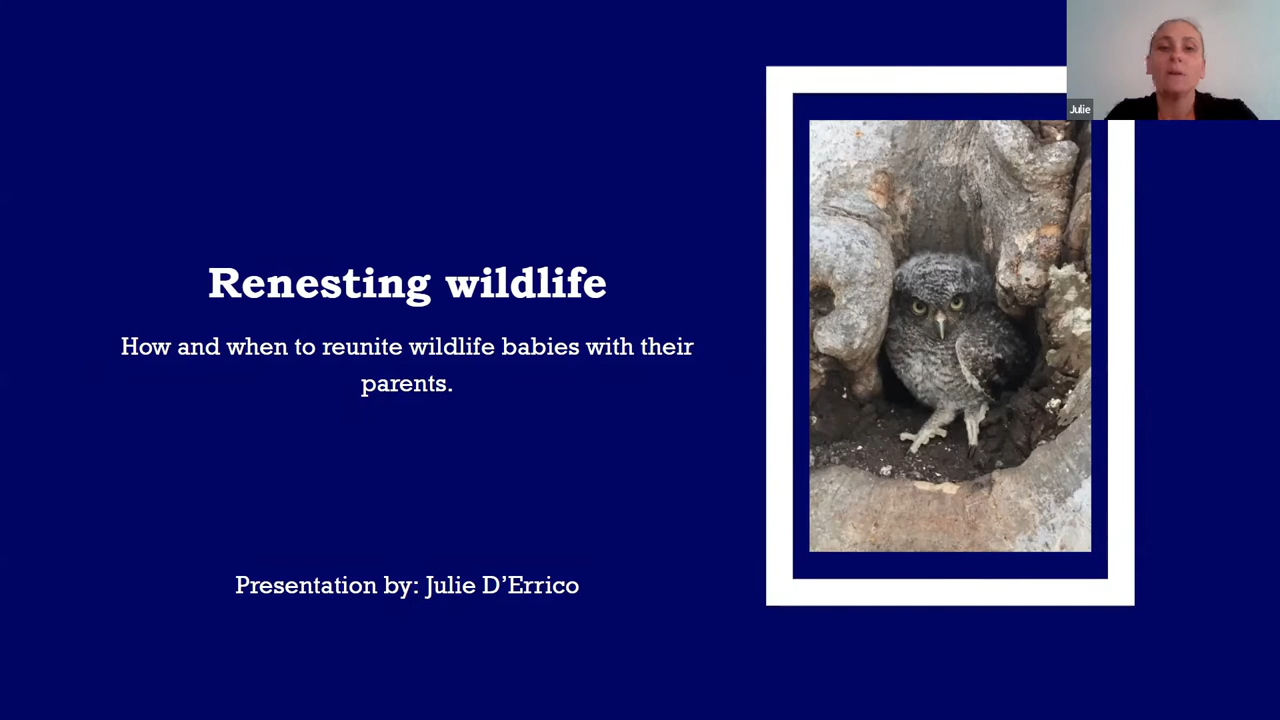 Julie
Renesting wildlife
How and when to reunite wildlife babies with their
parents.
Presentation by: Julie D’Errico